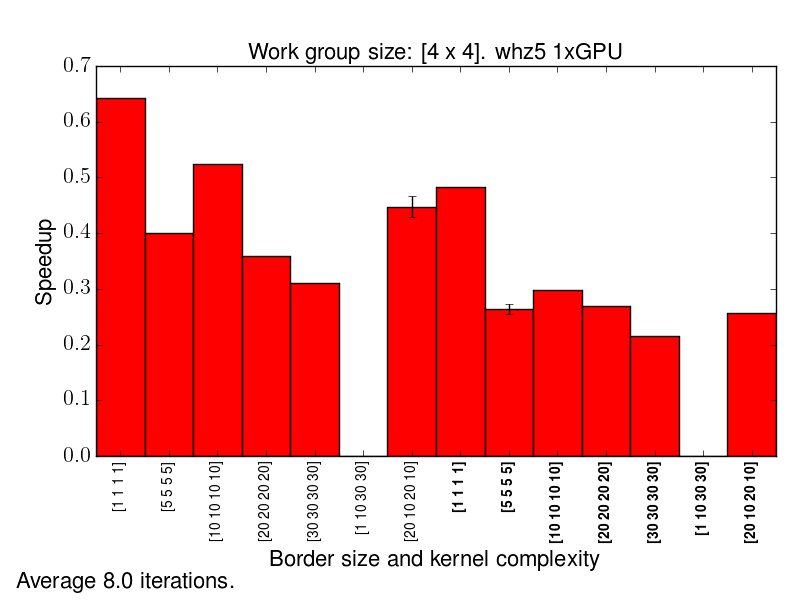 Work group size: [4 x 4]. whz5 1xGPU
0.7
0.6
0.5
0.4
0.3
0.2
0.1
0.0
Speedup
[1 1 1 1]
[5 5 5 5]
[10 10 10 10]
[20 20 20 20]
[30 30 30 30]
[1 10 30 30]
[20 10 20 10]
[1 1 1 1]
[5 5 5 5]
[10 10 10 10]
[20 20 20 20]
[30 30 30 30]
[1 10 30 30]
[20 10 20 10]
Border size and kernel complexity
Average 8.0 iterations.